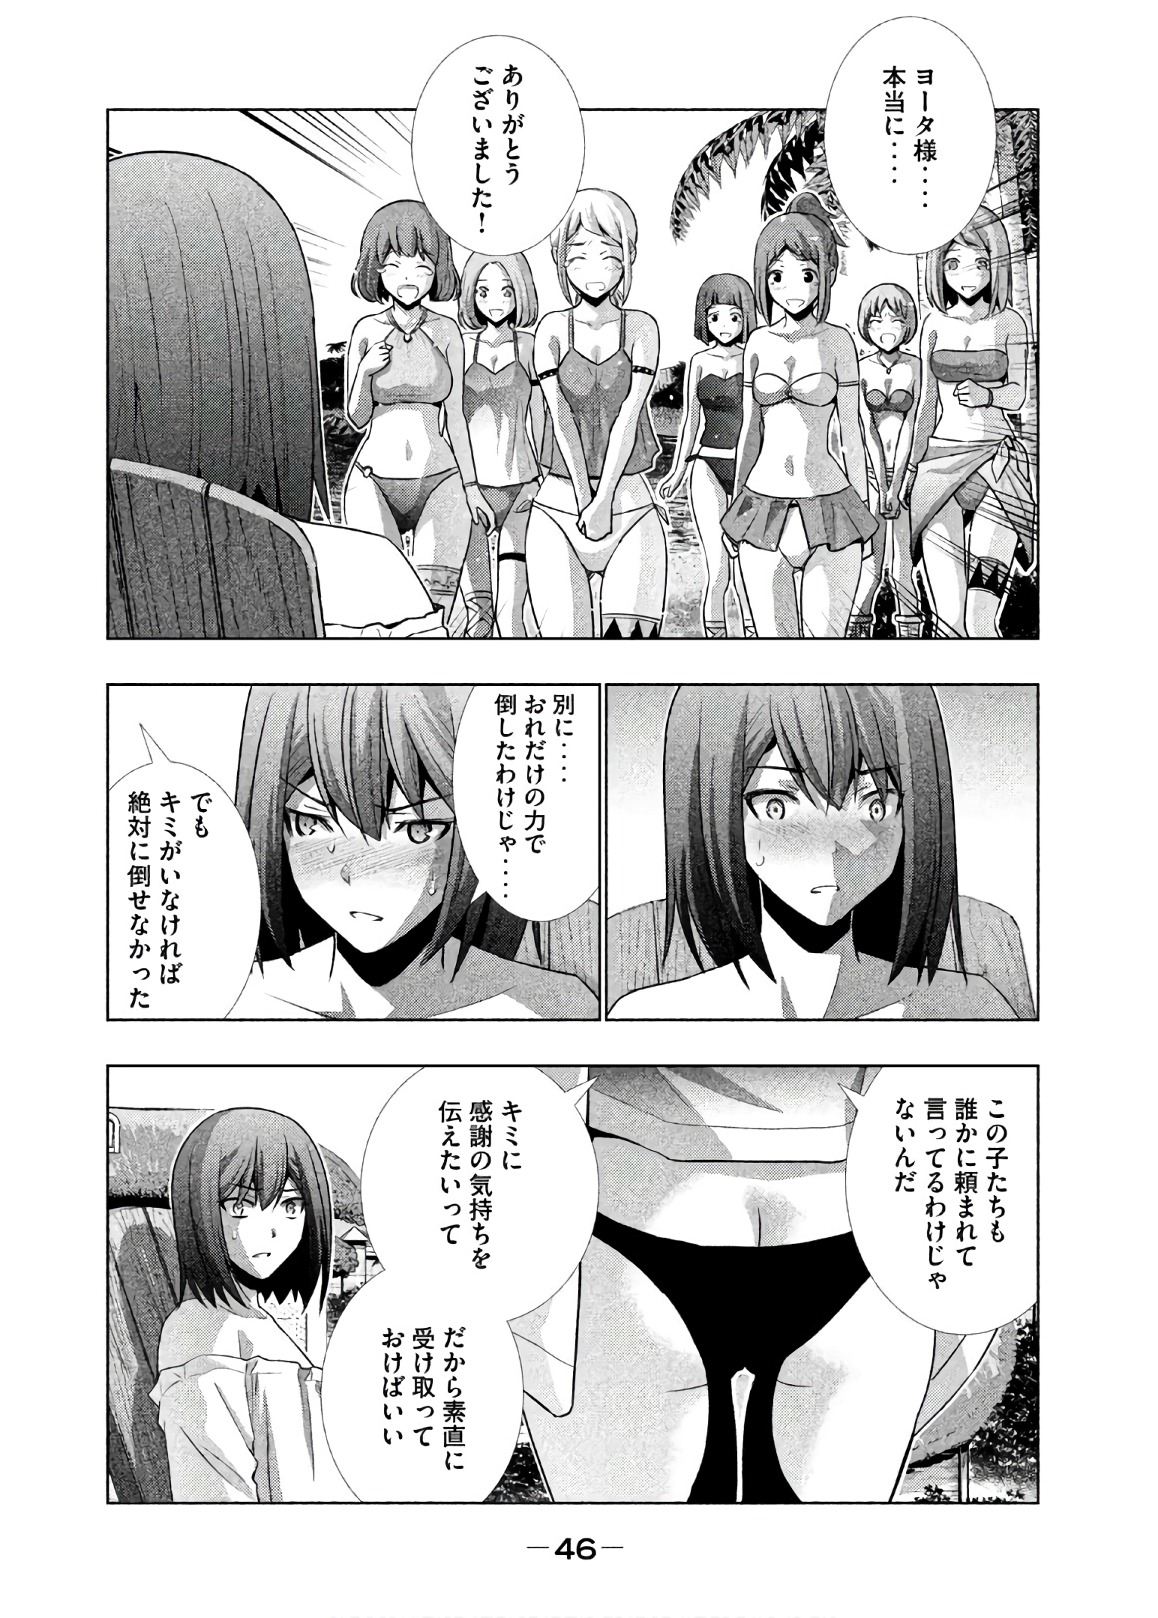 ヨータ様‥‥
本当に‥‥
ありがとう
ございました！
別に‥‥
おれだけの力で
倒したわけじゃ‥‥
でも
キミがいなければ
絶対に倒せなかった
この子たちも
誰かに頼まれて
言ってるわけじゃ
ないんだ
キミに
感謝の気持ちを
伝えたいって
だから素直に
受け取って
おけばいい
—46—